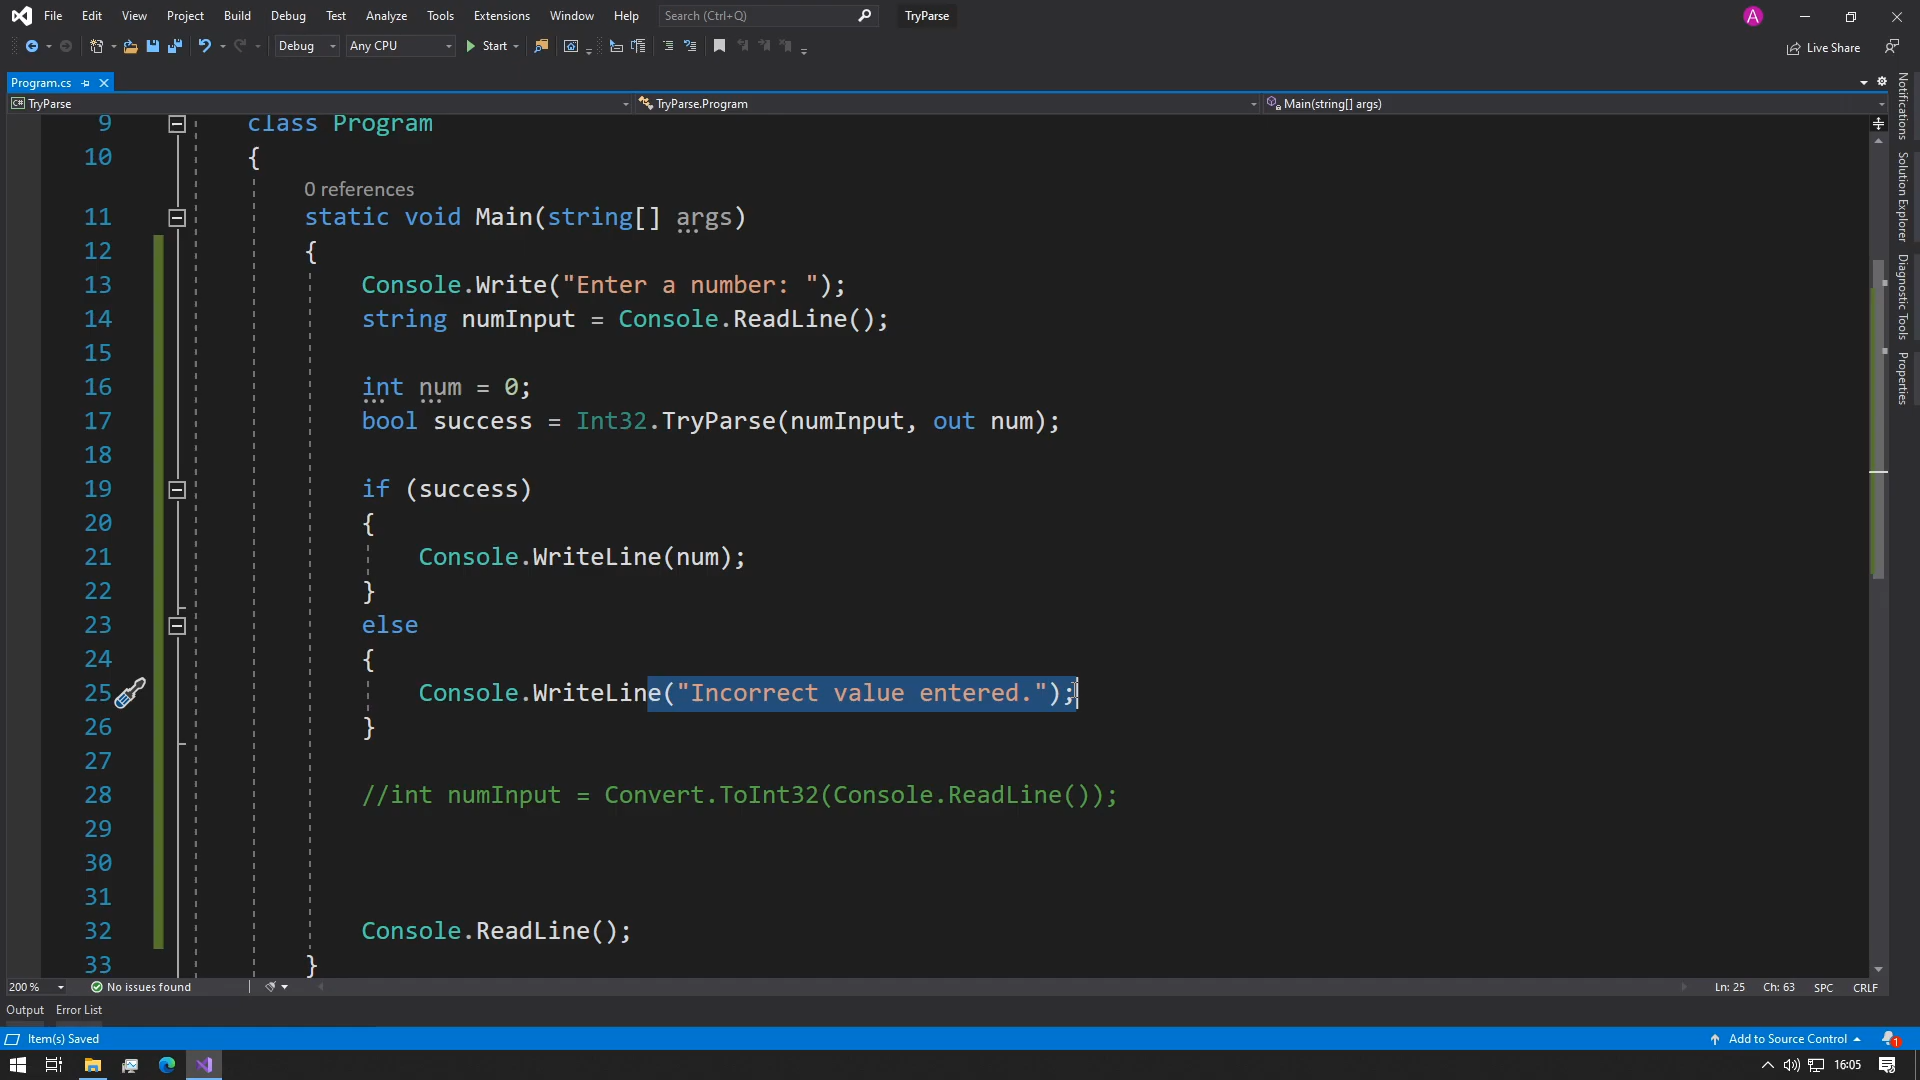 File Edit View Project Build Debug Test Analyze Tools Extensions Window Help Search (Ctrl+Q) TryParse A
Debug Any CPU Start Live Share
Program.cs
TryParse TryParse.Program Main(string[] args)
9 class Program
10 {
0 references
11 static void Main(string[] args)
12 {
13 Console.Write("Enter a number: ");
14 string numInput = Console.ReadLine();
15
16 int num = 0;
17 bool success = Int32.TryParse(numInput, out num);
18
19 if (success)
20 {
21 Console.WriteLine(num);
22 }
23 else
24 {
25 Console.WriteLine("Incorrect value entered.");
26 }
27
28 //int numInput = Convert.ToInt32(Console.ReadLine());
29
30
31
32 Console.ReadLine();
33 }
Notifications
Solution Explorer
Diagnostic Tools
Properties
200 % No issues found Ln: 25 Ch: 63 SPC CRLF
Output Error List
Item(s) Saved Add to Source Control 1
16:05